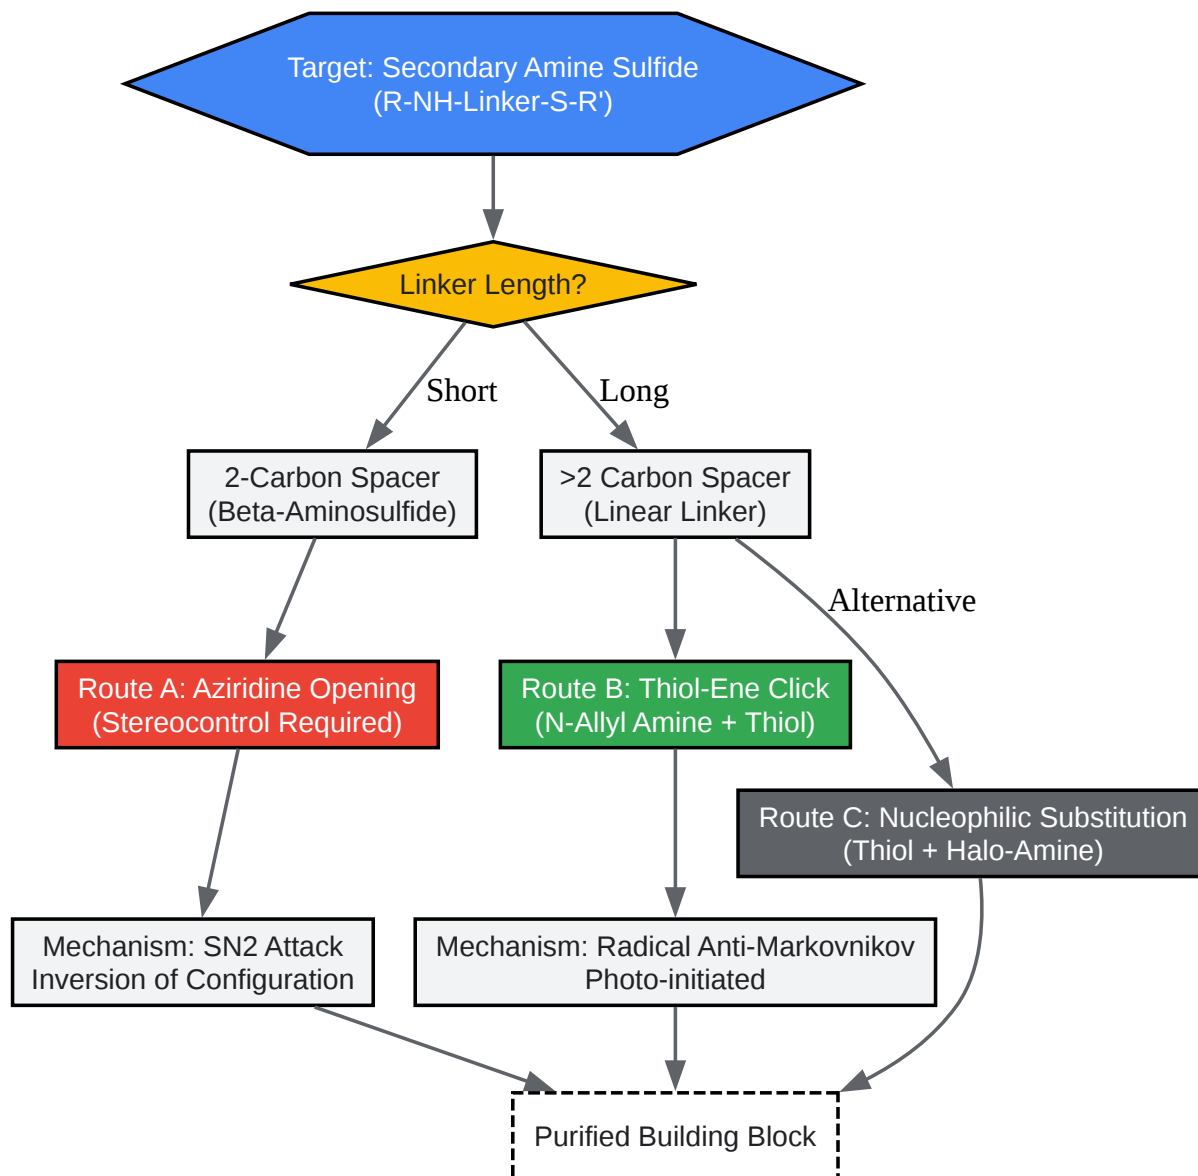 Target: Secondary Amine Sulfide
(R-NH-Linker-S-R')
Linker Length?
Short
Long
2-Carbon Spacer
(Beta-Aminosulfide)
>2 Carbon Spacer
(Linear Linker)
Alternative
Route A: Aziridine Opening
(Stereocontrol Required)
Route B: Thiol-Ene Click
(N-Allyl Amine + Thiol)
Route C: Nucleophilic Substitution
(Thiol + Halo-Amine)
Mechanism: SN2 Attack
Inversion of Configuration
Mechanism: Radical Anti-Markovnikov
Photo-initiated
Purified Building Block